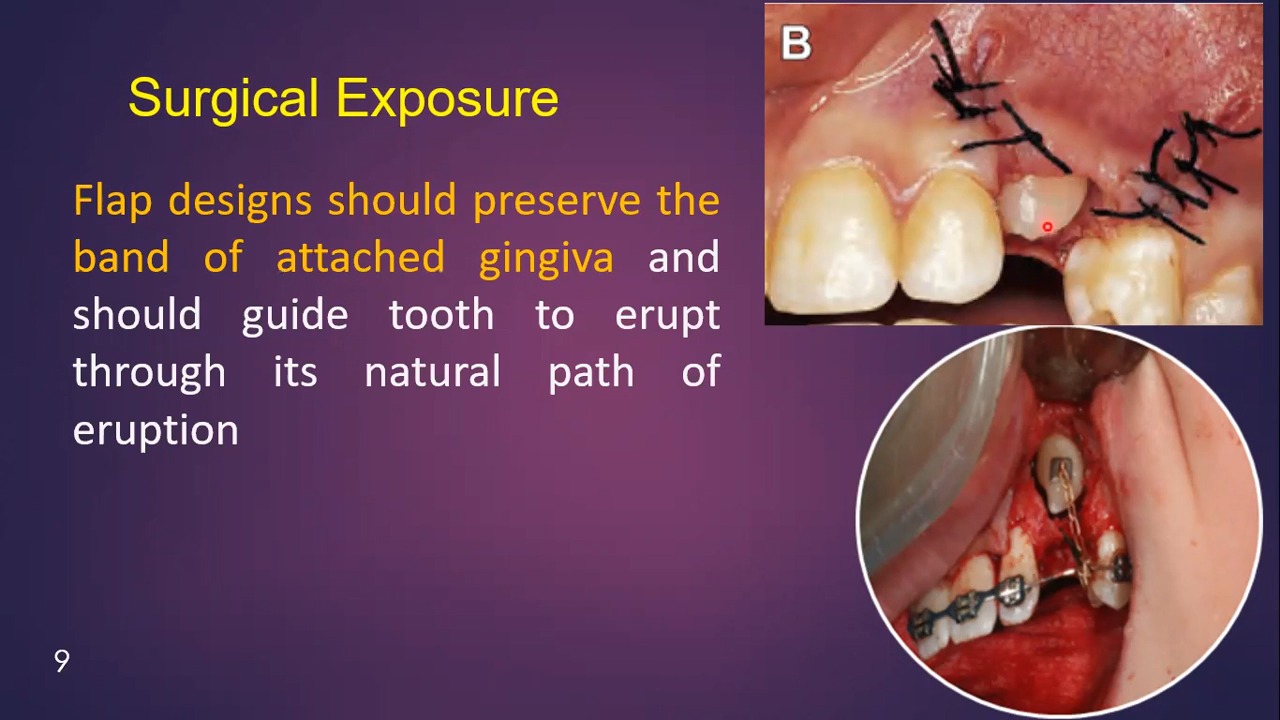 Surgical Exposure
Flap designs should preserve the
band of attached gingiva and
should guide tooth to erupt
through its natural path of
eruption
B
9